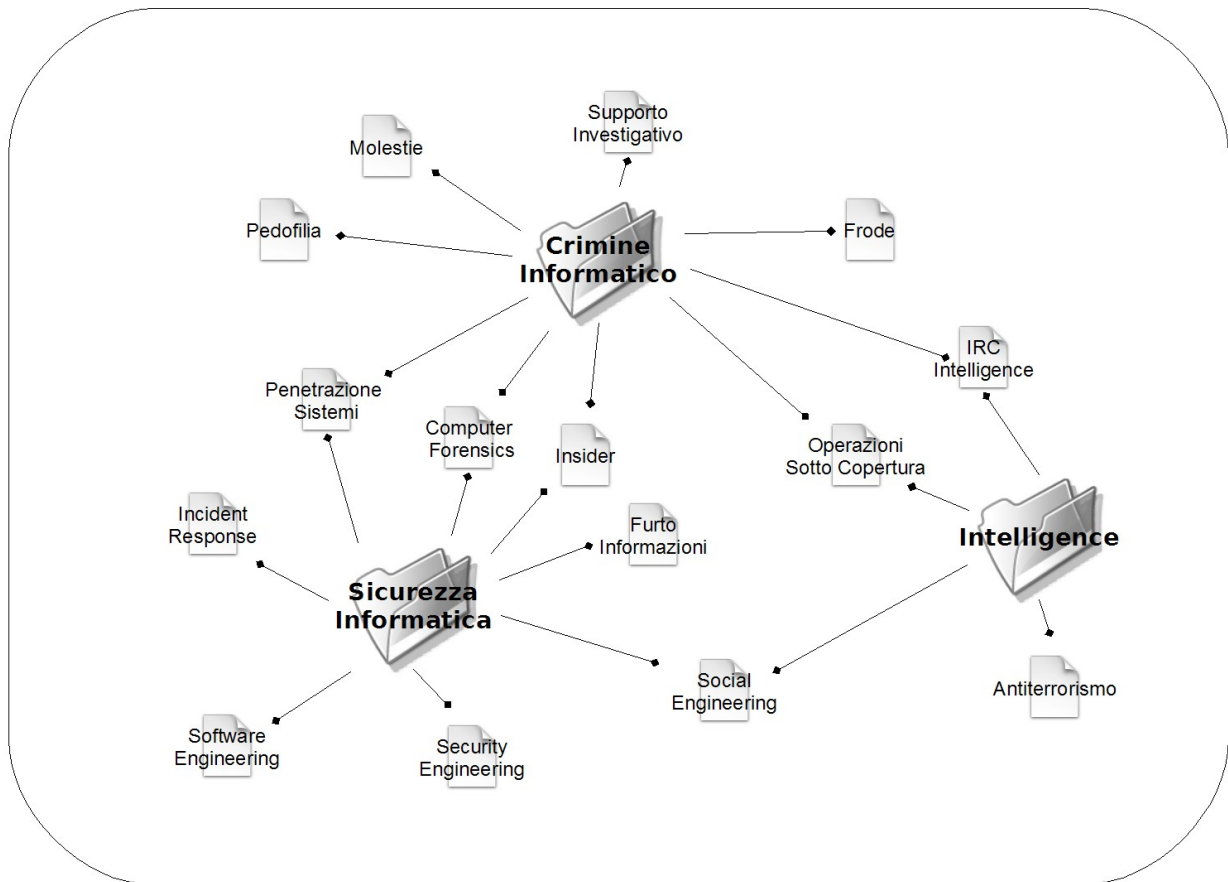 Supporto
Investigativo
Molestie
Pedofilia
Frode
Crimine
Informatico
IRC
Intelligence
Penetrazione
Sistemi
Computer
Forensics
Insider
Operazioni
Sotto Copertura
Incident
Response
Furto
Informazioni
Intelligence
Sicurezza
Informatica
Social
Engineering
Antiterrorismo
Software
Engineering
Security
Engineering